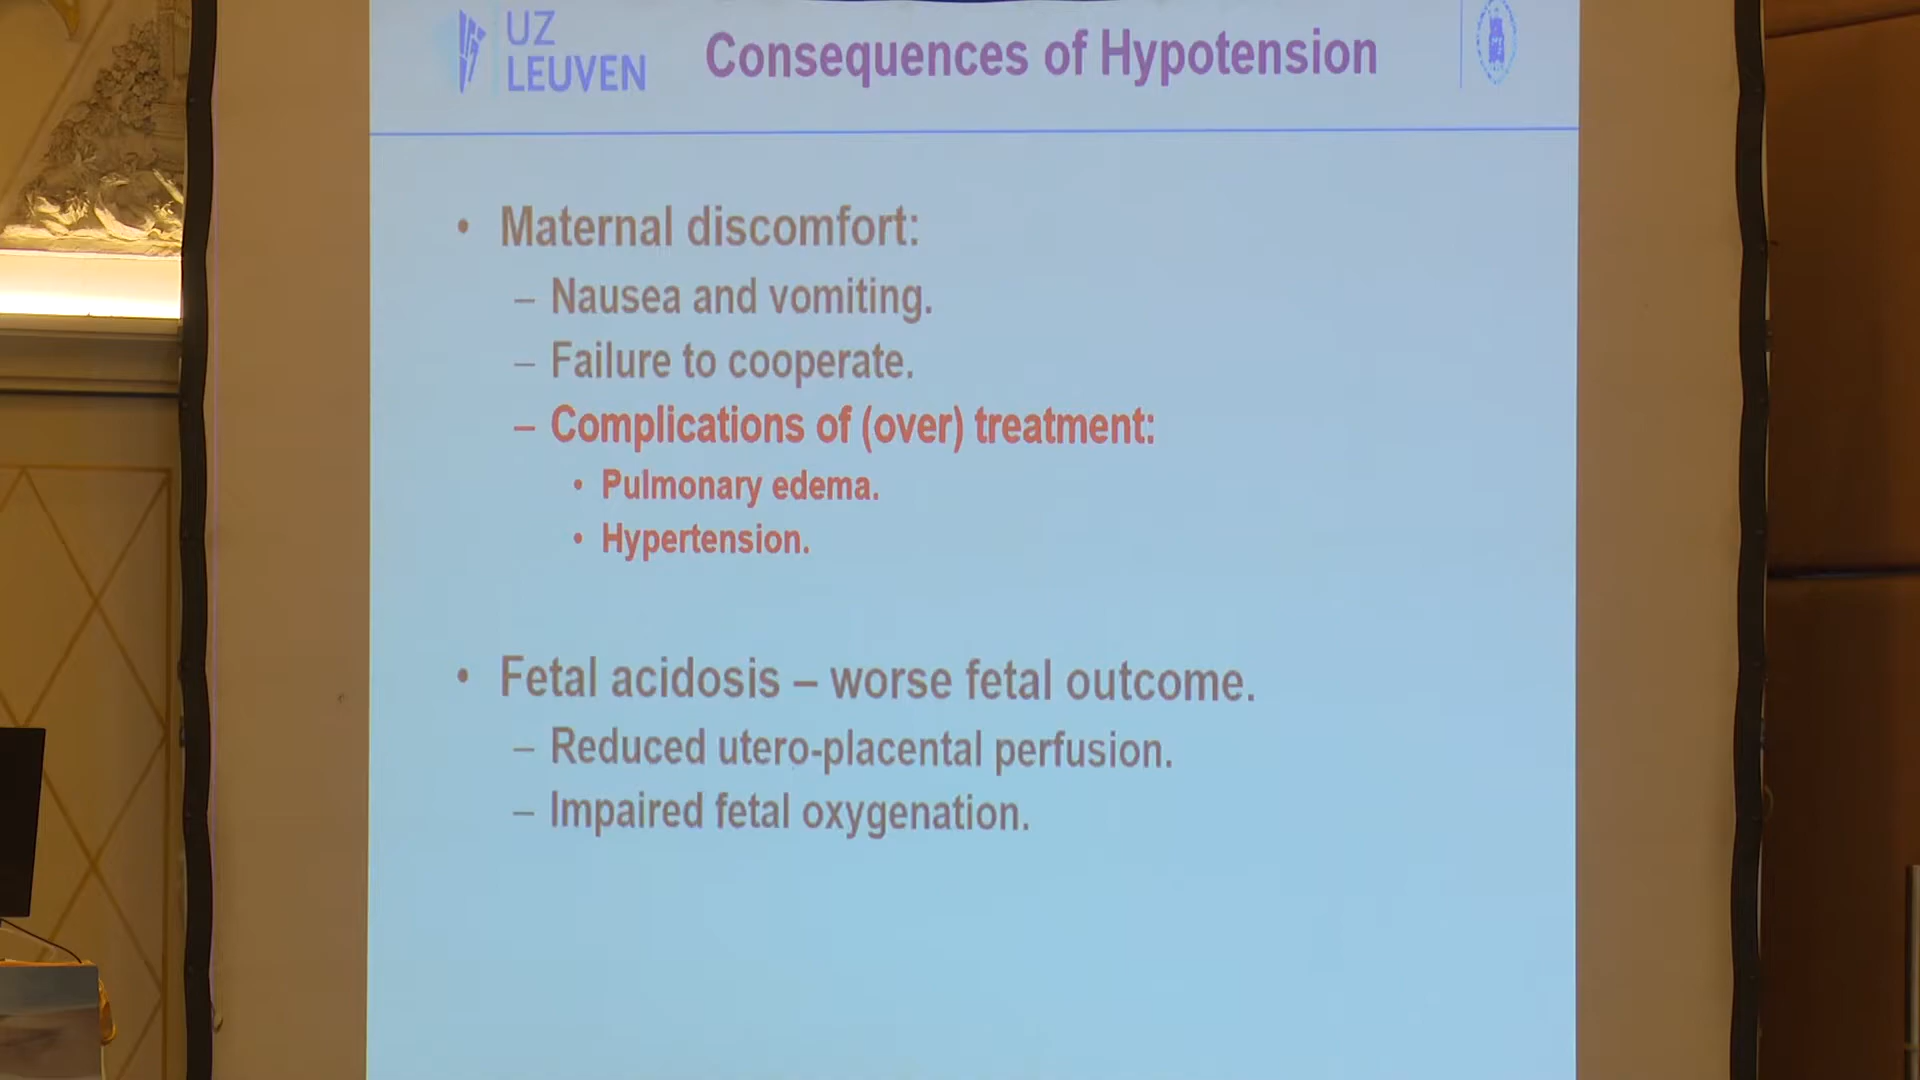 UZ
LEUVEN
Consequences of Hypotension
• Maternal discomfort:
– Nausea and vomiting.
– Failure to cooperate.
– Complications of (over) treatment:
• Pulmonary edema.
• Hypertension.
• Fetal acidosis – worse fetal outcome.
– Reduced utero-placental perfusion.
– Impaired fetal oxygenation.